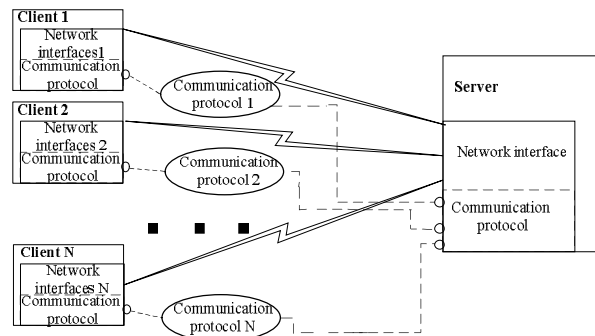 Client 1
Network
interfaces1
Communication
protocol
Communication
protocol 1
Client 2
Network
interfaces 2
Communication
protocol
Communication
protocol 2
Client N
Network
interfaces N
Communication
protocol
Communication
protocol N
Server
Network interface
Communication
protocol